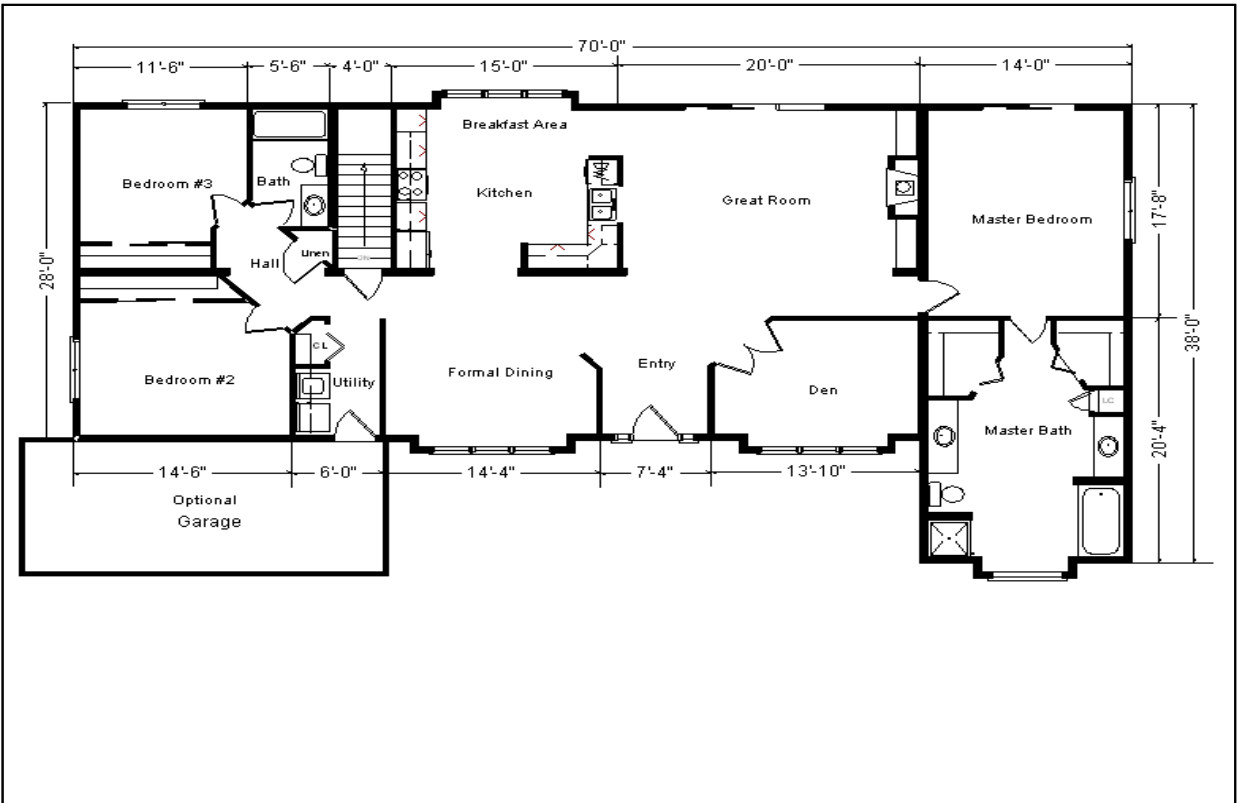 70'-0"
11'-6" 5'-6" 4'-0" 15'-0" 20'-0" 14'-0"
Breakfast Area
Bedroom #3
Bath
Kitchen
Great Room
Master Bedroom
17'-8"
28'-0"
Hall
Linen
DN
38'-0"
CL
Bedroom #2
Utility
Formal Dining
Entry
Den
LC
Master Bath
20'-4"
14'-6" 6'-0" 14'-4" 7'-4" 13'-10"
Optional
Garage